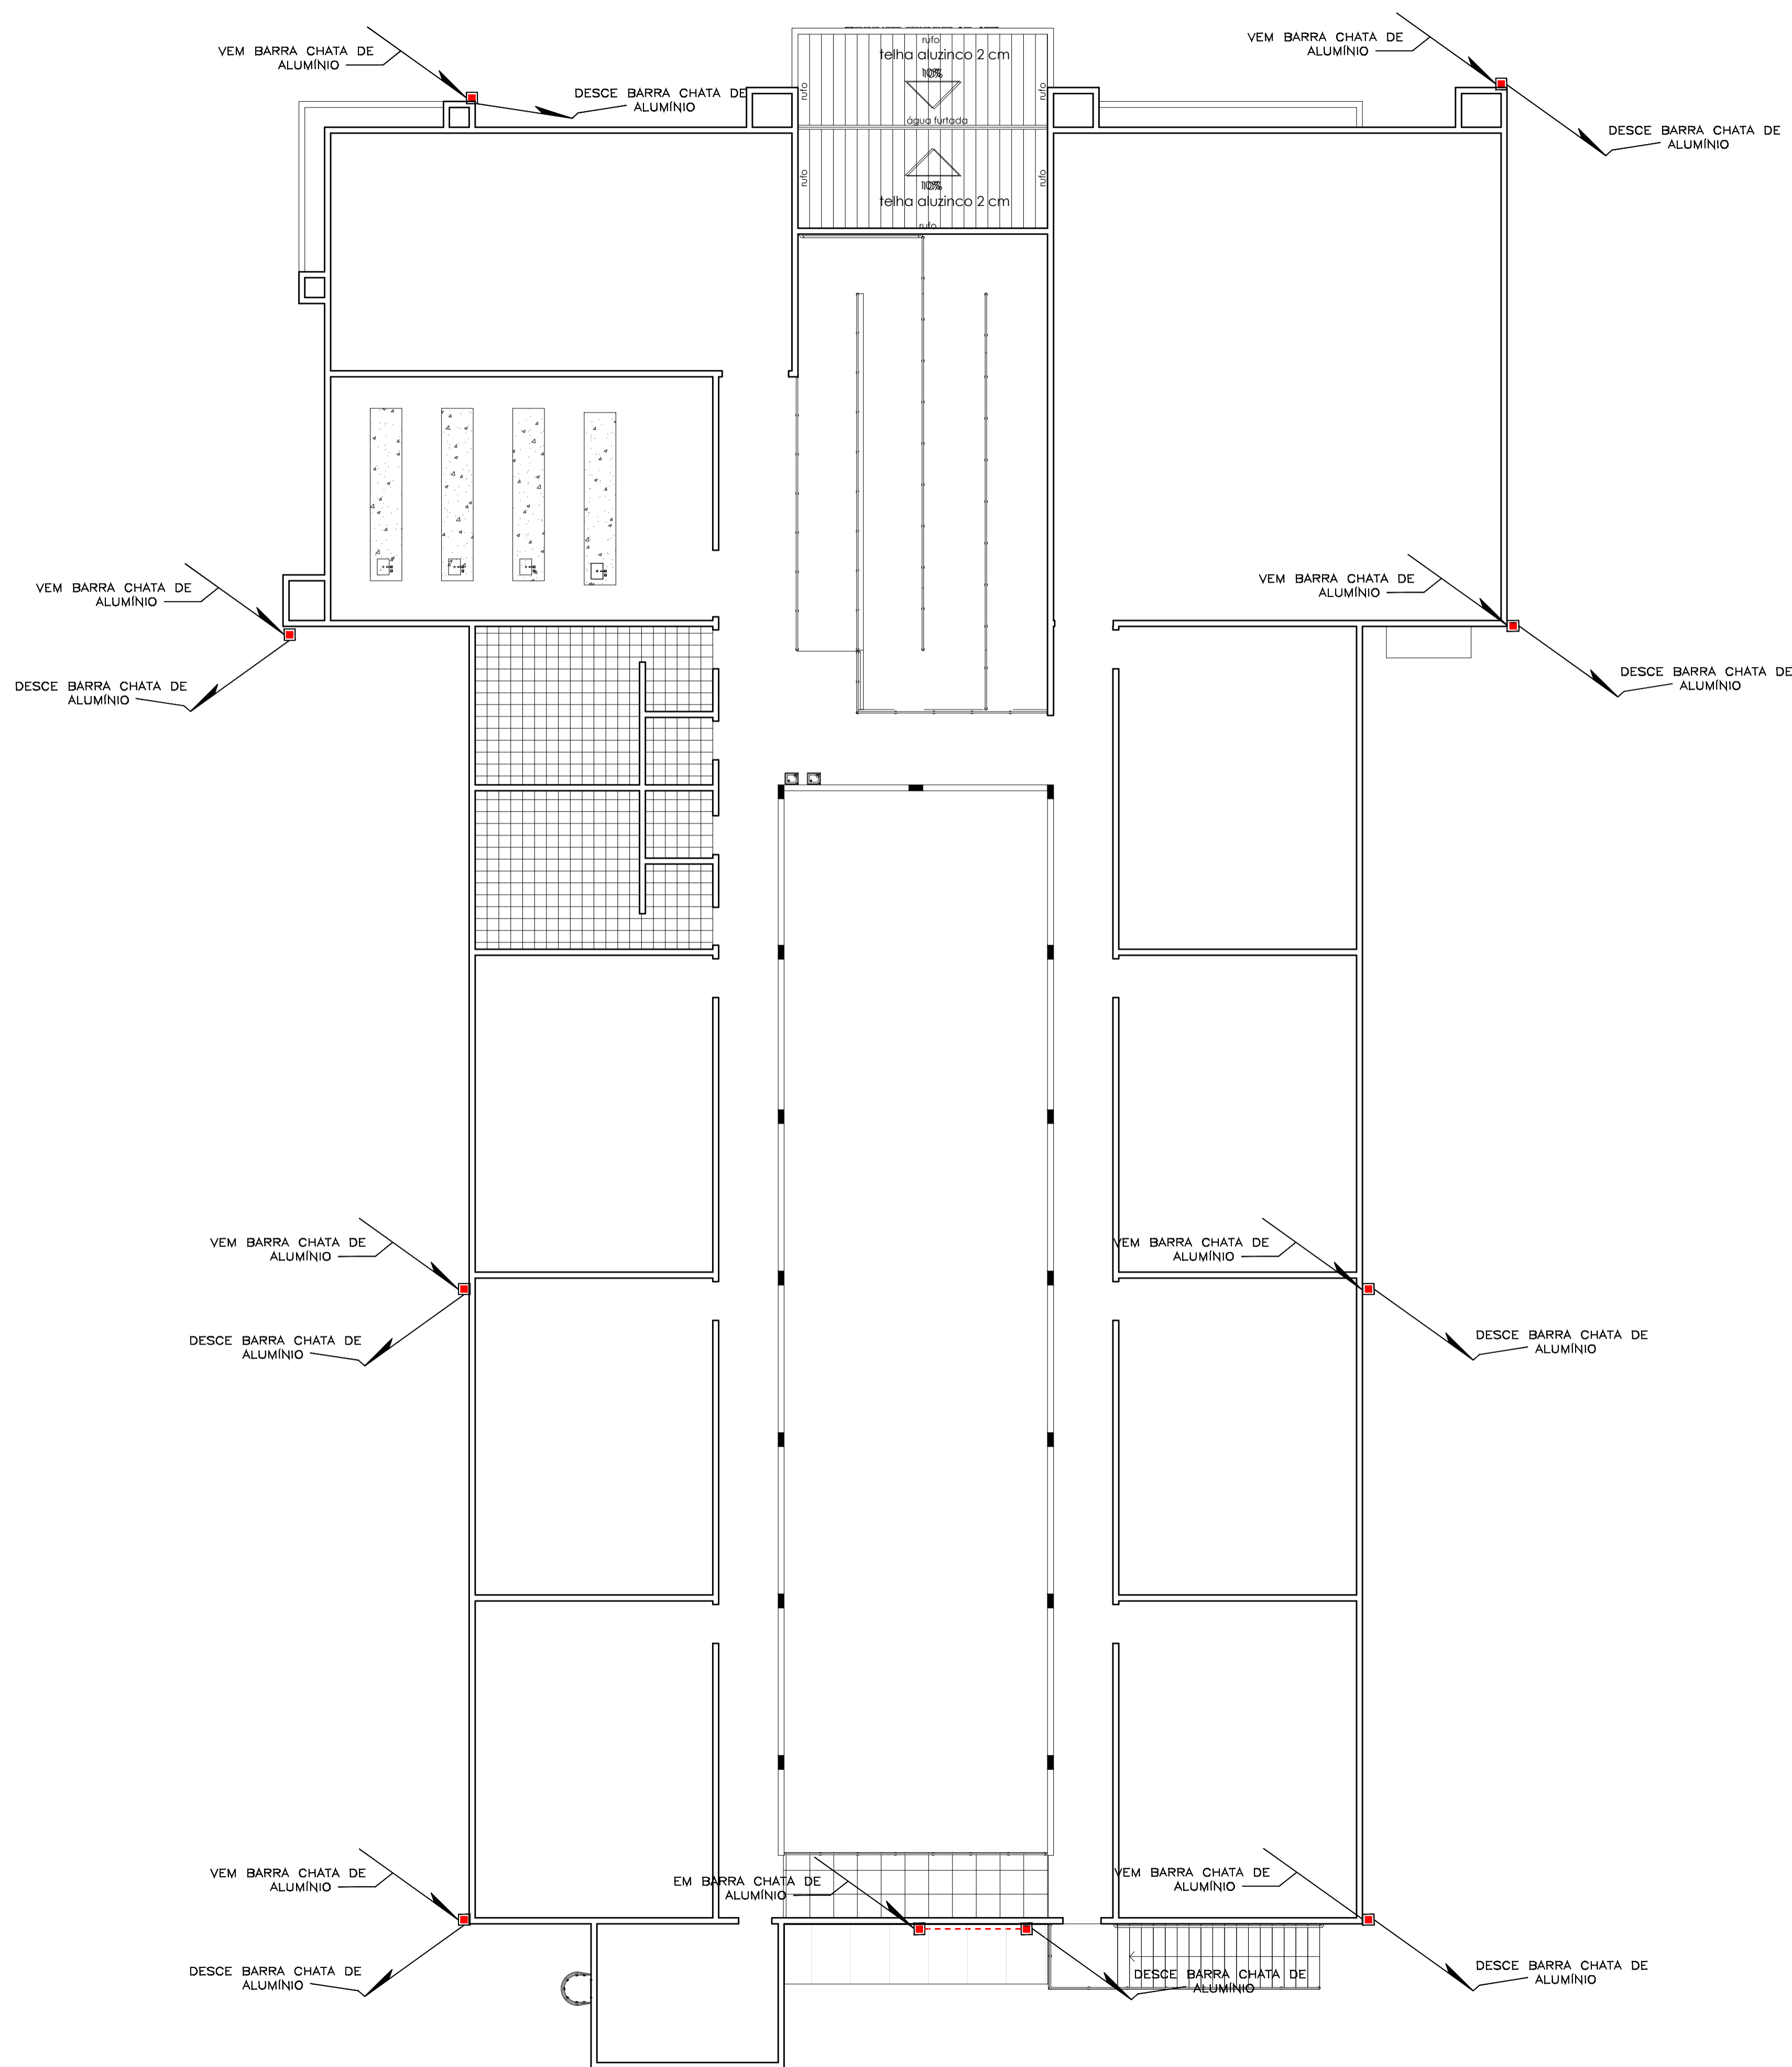 VEM BARRA CHATA DE
ALUMÍNIO
DESCE BARRA CHATA DE
ALUMÍNIO
rufo
telha aluzinco 2 cm
10%
rufo
rufo
água furtada
rufo
rufo
10%
telha aluzinco 2 cm
rufo
VEM BARRA CHATA DE
ALUMÍNIO
DESCE BARRA CHATA DE
ALUMÍNIO
VEM BARRA CHATA DE
ALUMÍNIO
DESCE BARRA CHATA DE
ALUMÍNIO
VEM BARRA CHATA DE
ALUMÍNIO
DESCE BARRA CHATA DE
ALUMÍNIO
VEM BARRA CHATA DE
ALUMÍNIO
DESCE BARRA CHATA DE
ALUMÍNIO
VEM BARRA CHATA DE
ALUMÍNIO
DESCE BARRA CHATA DE
ALUMÍNIO
VEM BARRA CHATA DE
ALUMÍNIO
DESCE BARRA CHATA DE
ALUMÍNIO
EM BARRA CHATA DE
ALUMÍNIO
DESCE BARRA CHATA DE
ALUMÍNIO
VEM BARRA CHATA DE
ALUMÍNIO
DESCE BARRA CHATA DE
ALUMÍNIO